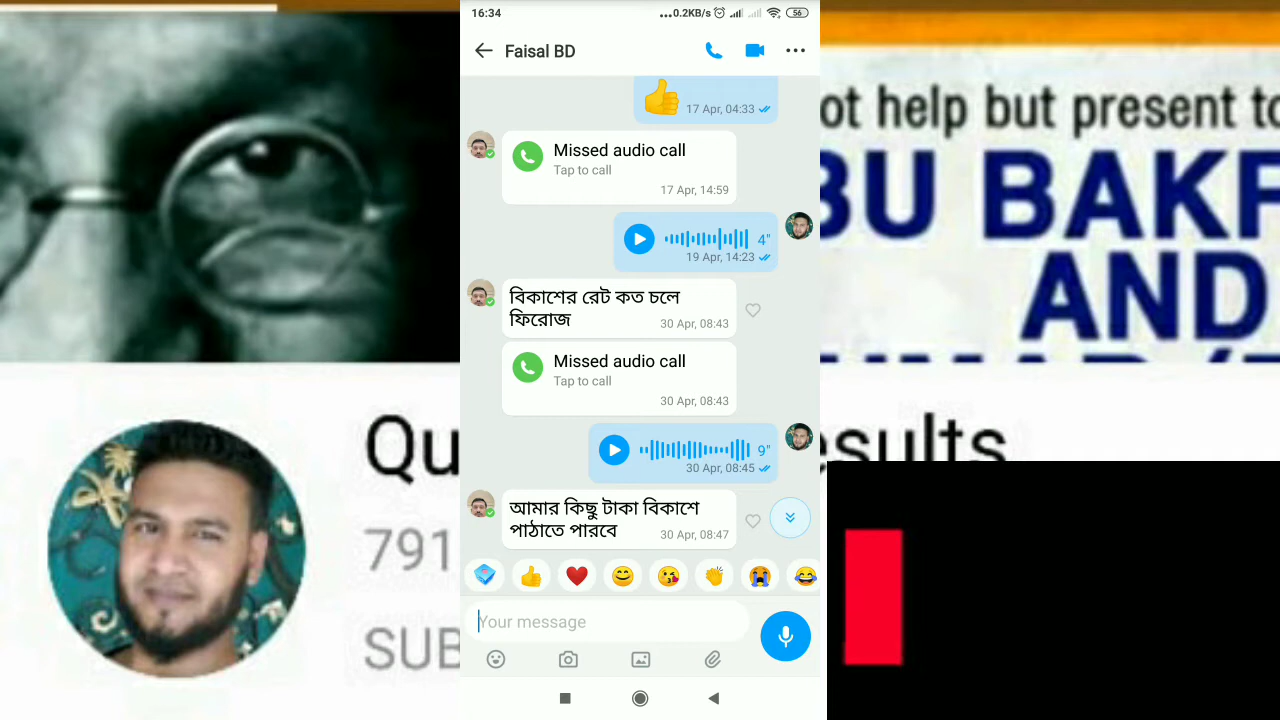 16:34
...0.2KB/s
56
Faisal BD
17 Apr, 04:33
Missed audio call
Tap to call
17 Apr, 14:59
4"
19 Apr, 14:23
বিকাশের রেট কত চলে
ফিরোজ
30 Apr, 08:43
Missed audio call
Tap to call
30 Apr, 08:43
9"
30 Apr, 08:45
আমার কিছু টাকা বিকাশে
পাঠাতে পারবে
30 Apr, 08:47
Your message
ot help but present to
BU BAKR
AND
Qu
esults
791
SUB